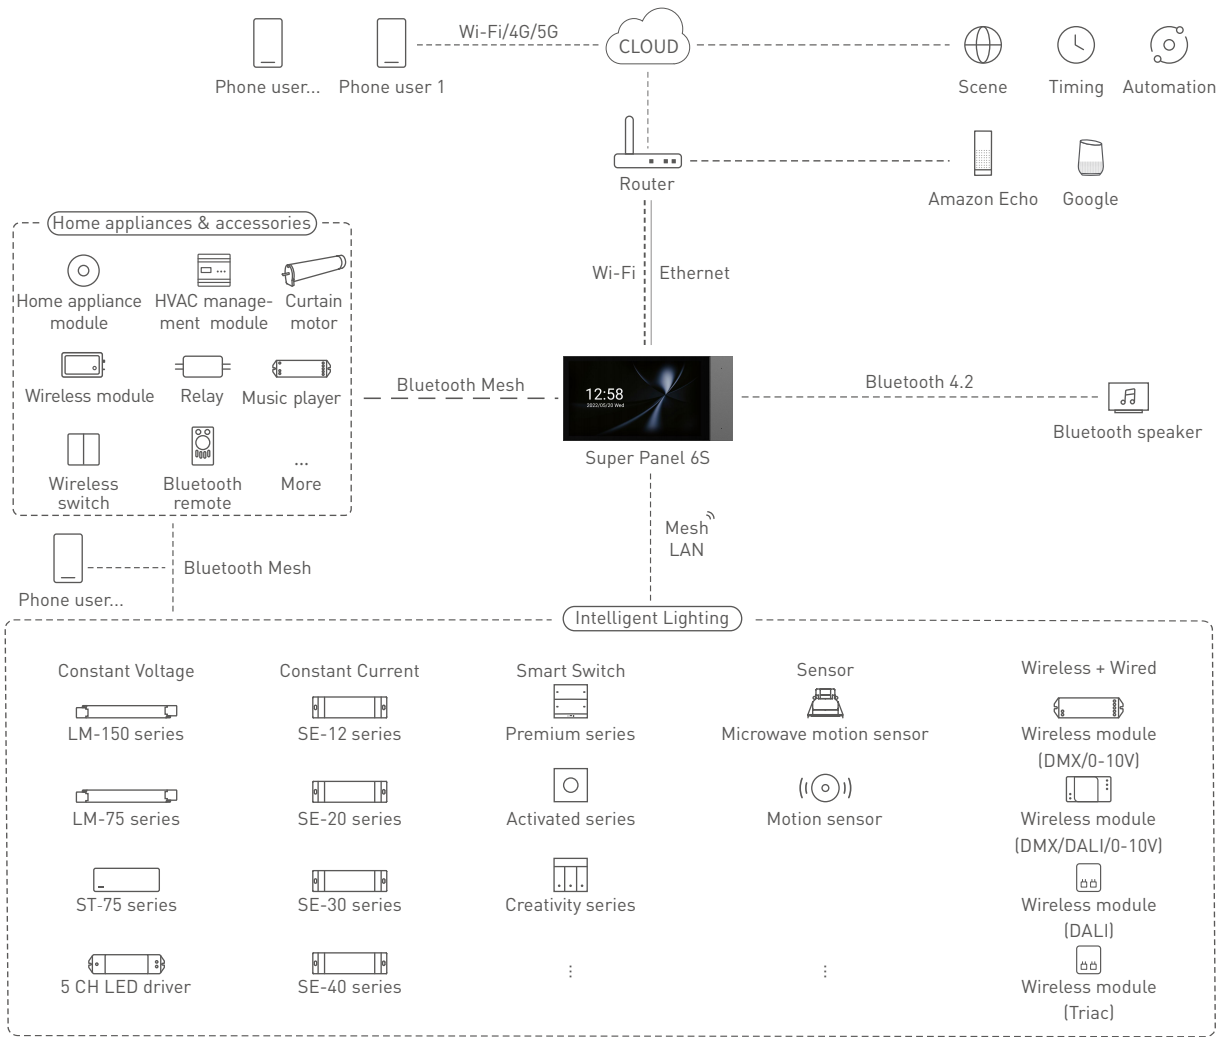 Wi-Fi/4G/5G
CLOUD
Phone user...
Phone user 1
Scene
Timing
Automation
Router
Amazon Echo
Google
Home appliances & accessories
Wi-Fi
Ethernet
Home appliance
module
HVAC manage-
ment module
Curtain
motor
Wireless module
Relay
Music player
Wireless
switch
Bluetooth
remote
...
More
Bluetooth Mesh
12:58
2022/05/20 Wed
Super Panel 6S
Bluetooth 4.2
Bluetooth speaker
Mesh
LAN
Phone user...
Bluetooth Mesh
Intelligent Lighting
Constant Voltage
Constant Current
Smart Switch
Sensor
Wireless + Wired
LM-150 series
SE-12 series
Premium series
Microwave motion sensor
Wireless module
(DMX/0-10V)
LM-75 series
SE-20 series
Activated series
Motion sensor
Wireless module
(DMX/DALI/0-10V)
ST-75 series
SE-30 series
Creativity series
Wireless module
(DALI)
5 CH LED driver
SE-40 series
⋮
⋮
Wireless module
(Triac)